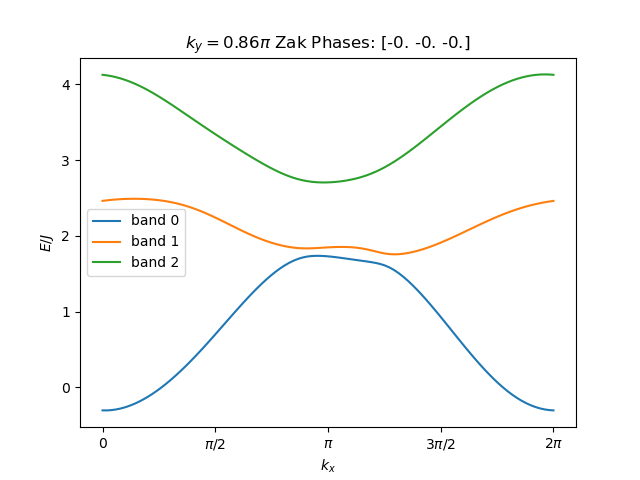 k_y = 0.86π Zak Phases: [-0. -0. -0.]
E/J
4
3
2
1
0
band 0
band 1
band 2
0 π/2 π 3π/2 2π
k_x